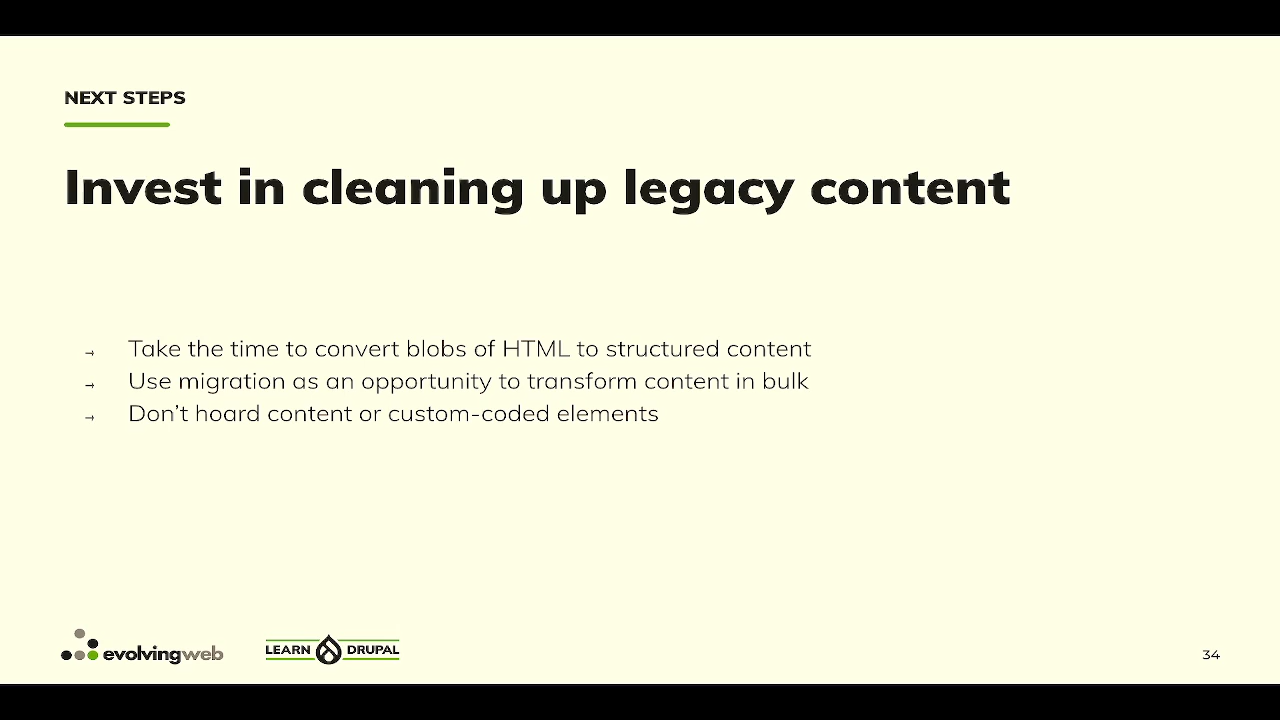 NEXT STEPS
Invest in cleaning up legacy content
→ Take the time to convert blobs of HTML to structured content
→ Use migration as an opportunity to transform content in bulk
→ Don’t hoard content or custom-coded elements
evolvingweb
LEARN DRUPAL
34